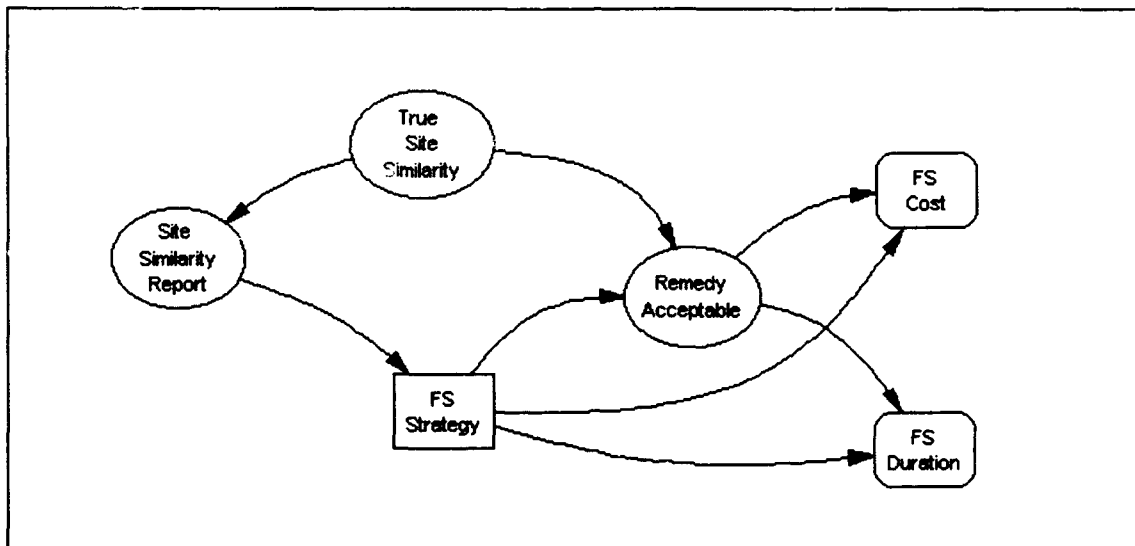 True
Site
Similarity
Site
Similarity
Report
FS
Cost
Remedy
Acceptable
FS
Strategy
FS
Duration